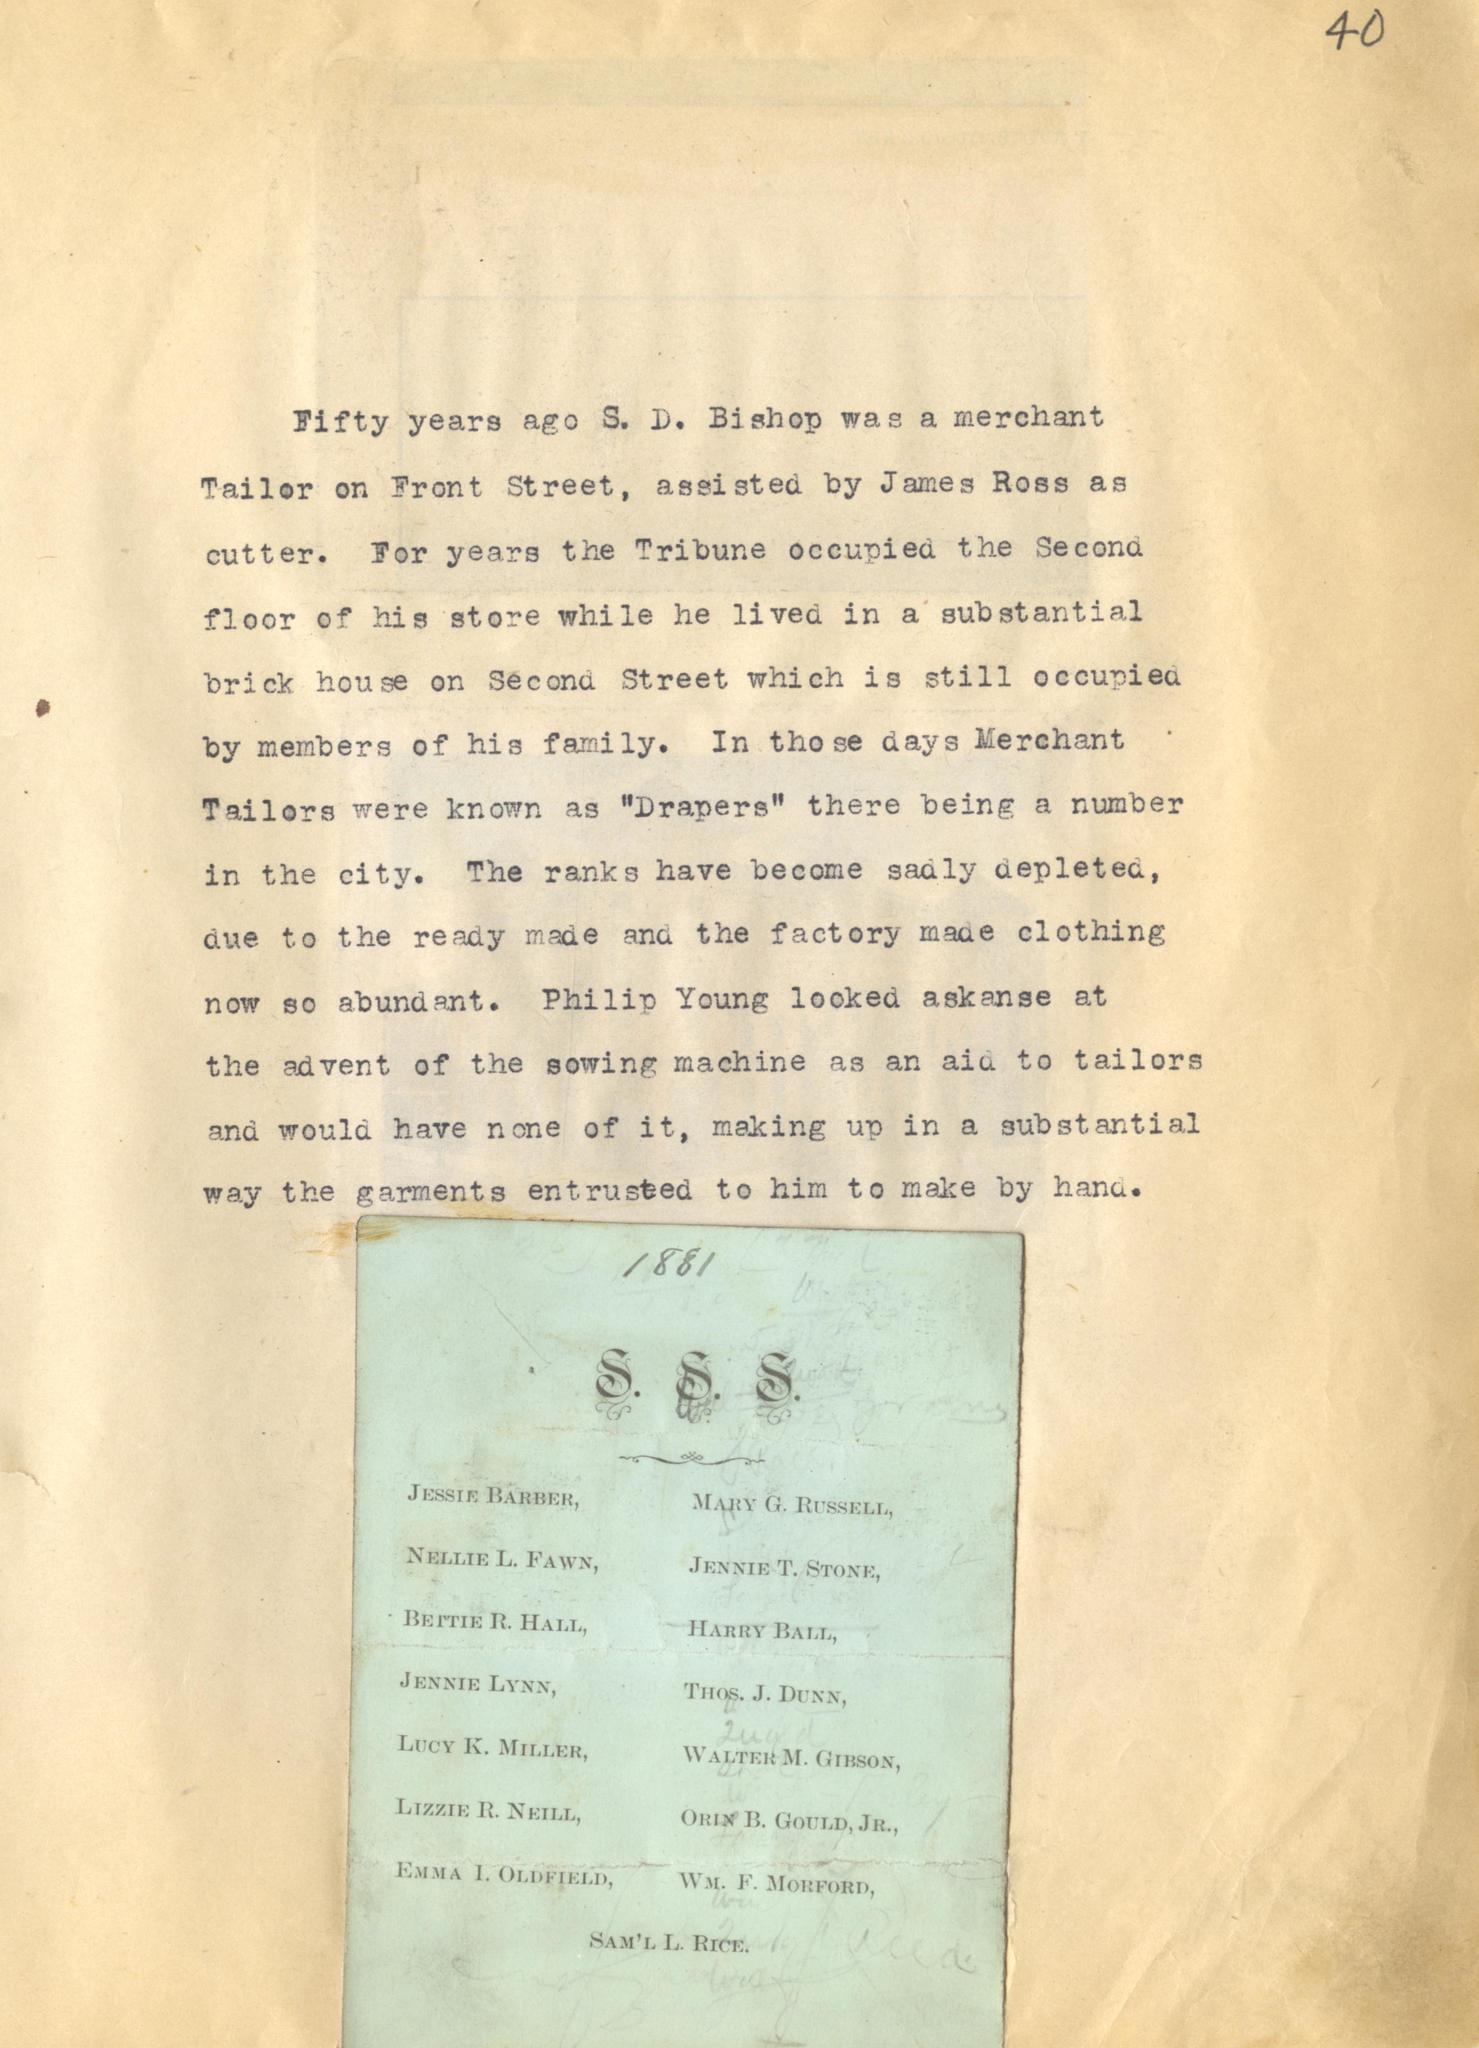 40
Fifty years ago S. D. Bishop was a merchant
Tailor on Front Street, assisted by James Ross as
cutter. For years the Tribune occupied the Second
floor of his store while he lived in a substantial
brick house on Second Street which is still occupied
by members of his family. In those days Merchant
Tailors were known as "Drapers" there being a number
in the city. The ranks have become sadly depleted,
due to the ready made and the factory made clothing
now so abundant. Philip Young looked askanse at
the advent of the sowing machine as an aid to tailors
and would have none of it, making up in a substantial
way the garments entrusted to him to make by hand.
1881
S. S. S.
JESSIE BARBER, MARY G. RUSSELL,
NELLIE L. FAWN, JENNIE T. STONE,
BETTIE R. HALL, HARRY BALL,
JENNIE LYNN, THOS. J. DUNN,
LUCY K. MILLER, WALTER M. GIBSON,
LIZZIE R. NEILL, ORIN B. GOULD, JR.,
EMMA I. OLDFIELD, WM. F. MORFORD,
SAM'L L. RICE.